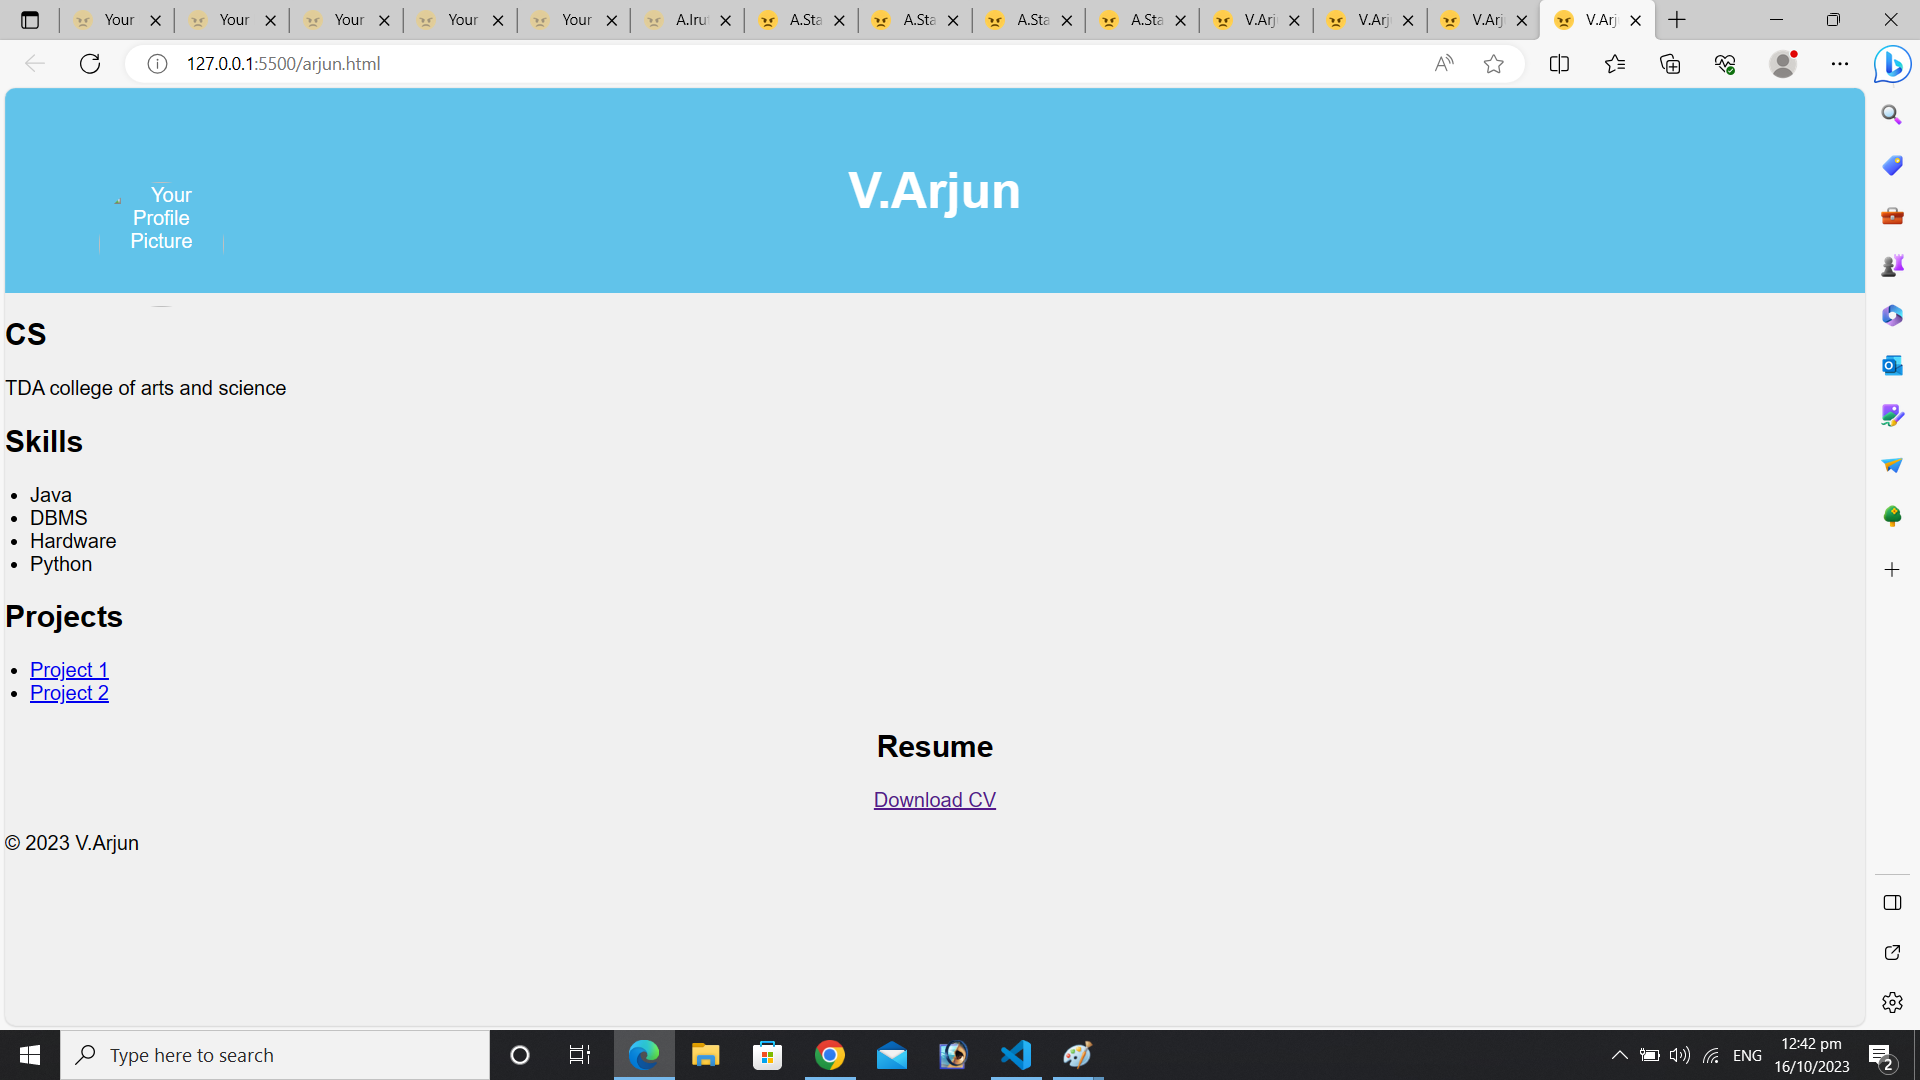 Your
Your
Your
Your
Your
A.Irut
A.Sta
A.Sta
A.Sta
A.Sta
V.Arj
V.Arj
V.Arj
V.Arj
127.0.0.1:5500/arjun.html
V.Arjun
Your
Profile
Picture
CS
TDA college of arts and science
Skills
Java
DBMS
Hardware
Python
Projects
Project 1
Project 2
Resume
Download CV
© 2023 V.Arjun
Type here to search
ENG
12:42 pm
16/10/2023
2